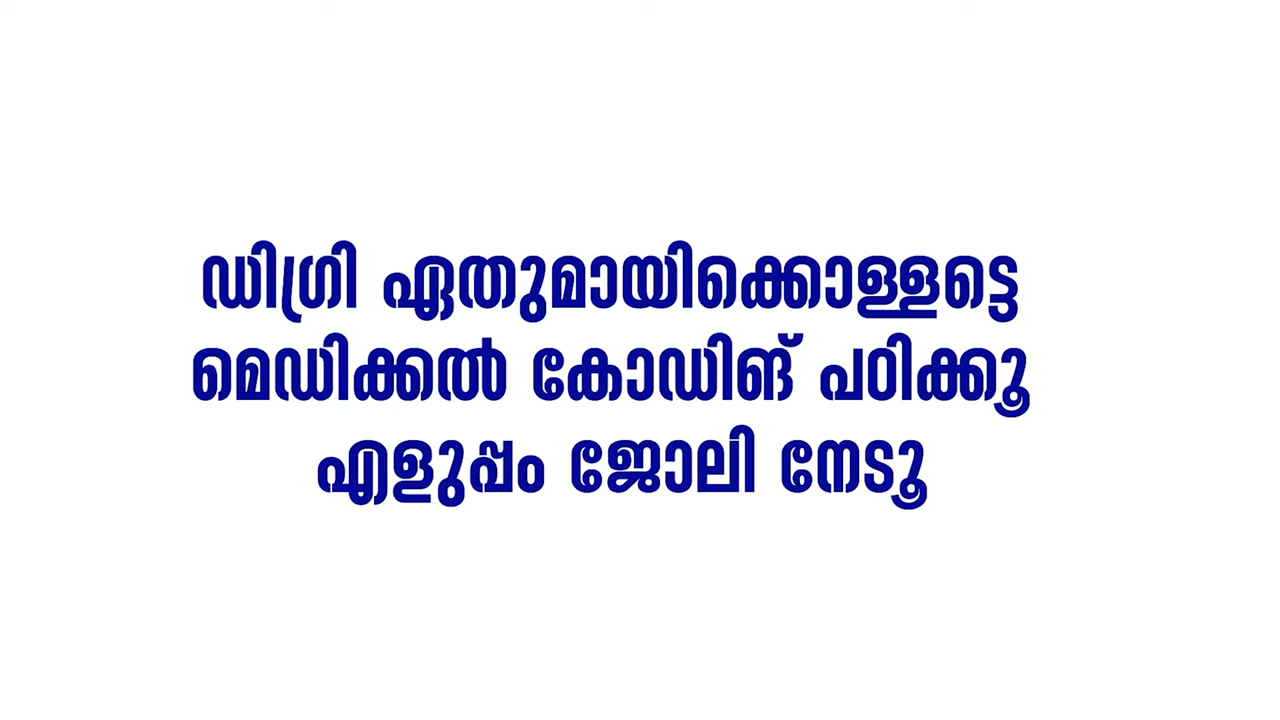 ഡിഗ്രി ഏതുമായിക്കൊള്ളട്ടെ
മെഡിക്കൽ കോഡിങ് പഠിക്കൂ
എളുപ്പം ജോലി നേടൂ